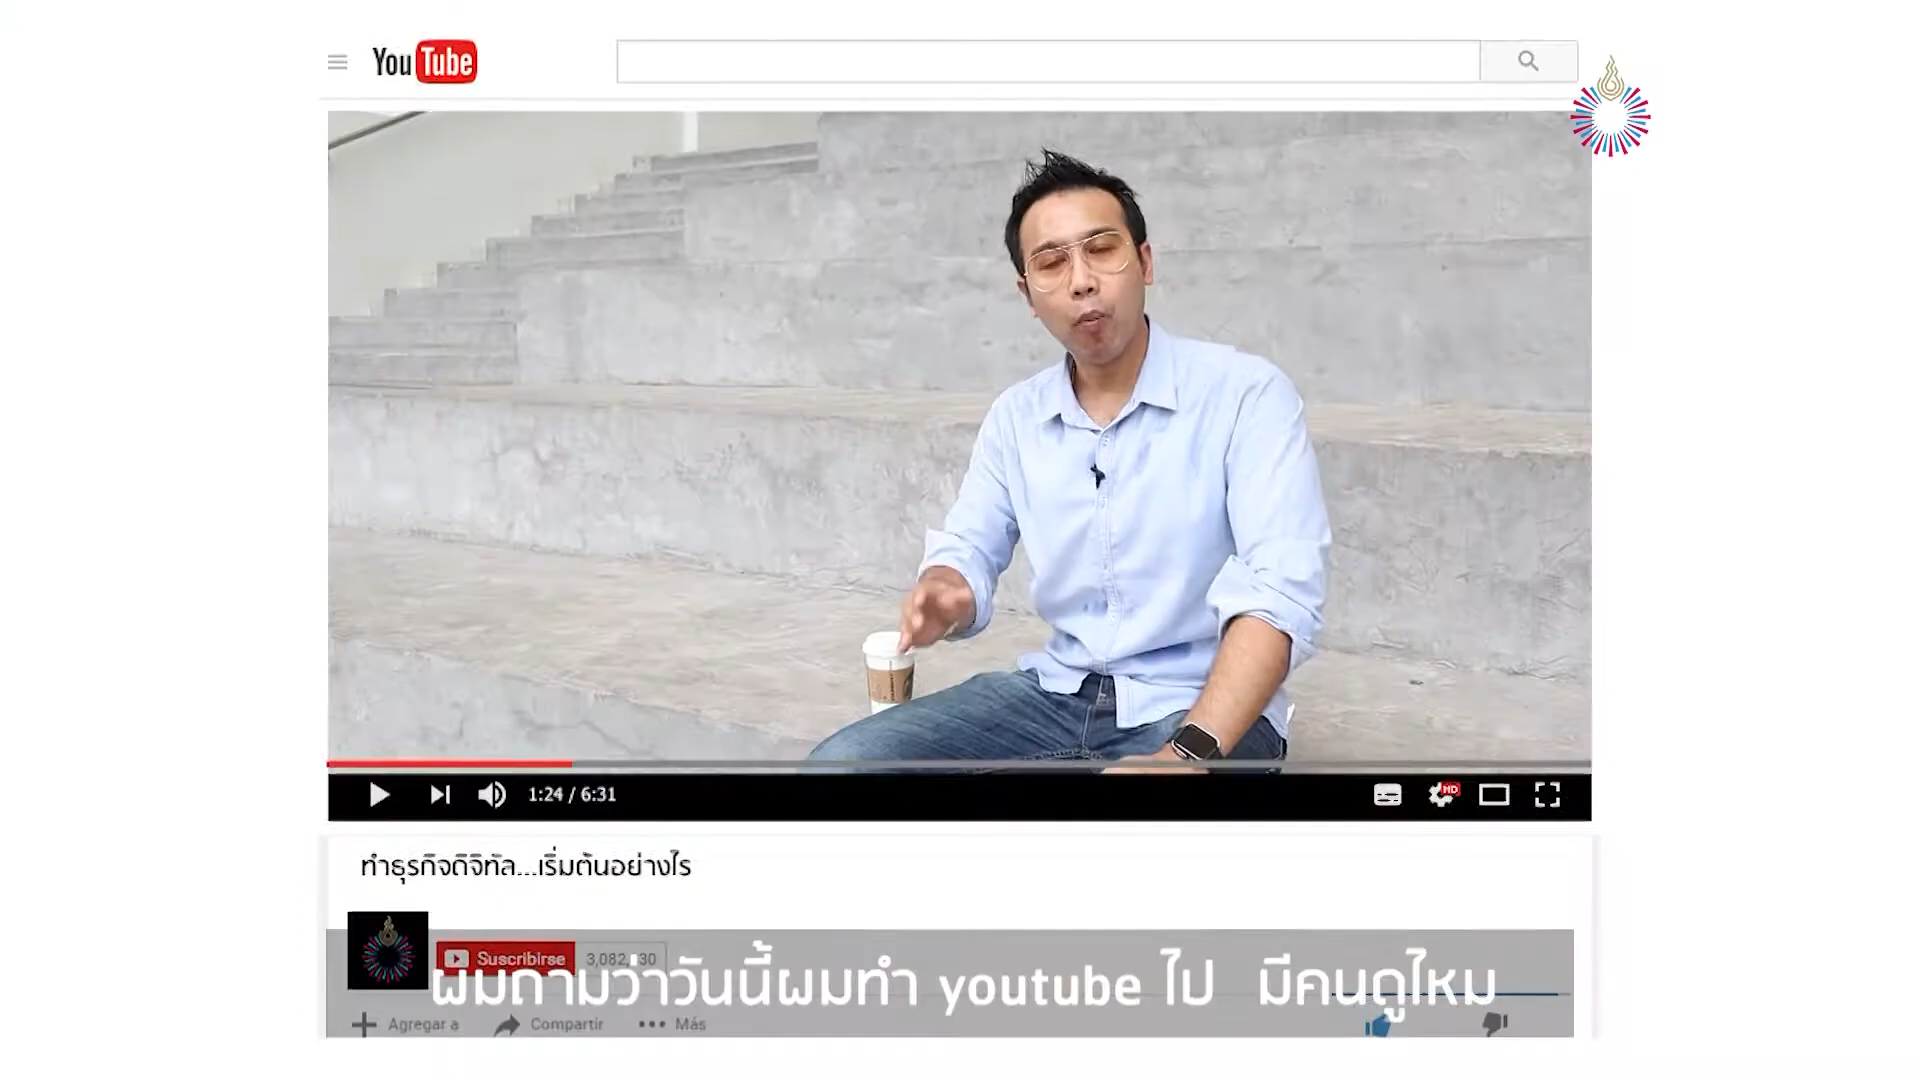 YouTube
HD
1:24 / 6:31
ทำธุรกิจดิจิทัล...เริ่มต้นอย่างไร
Suscribirse
ผมถามว่าวันนี้ผมทำ youtube ไป มีคนดูไหม
Agregar a
Compartir
Más